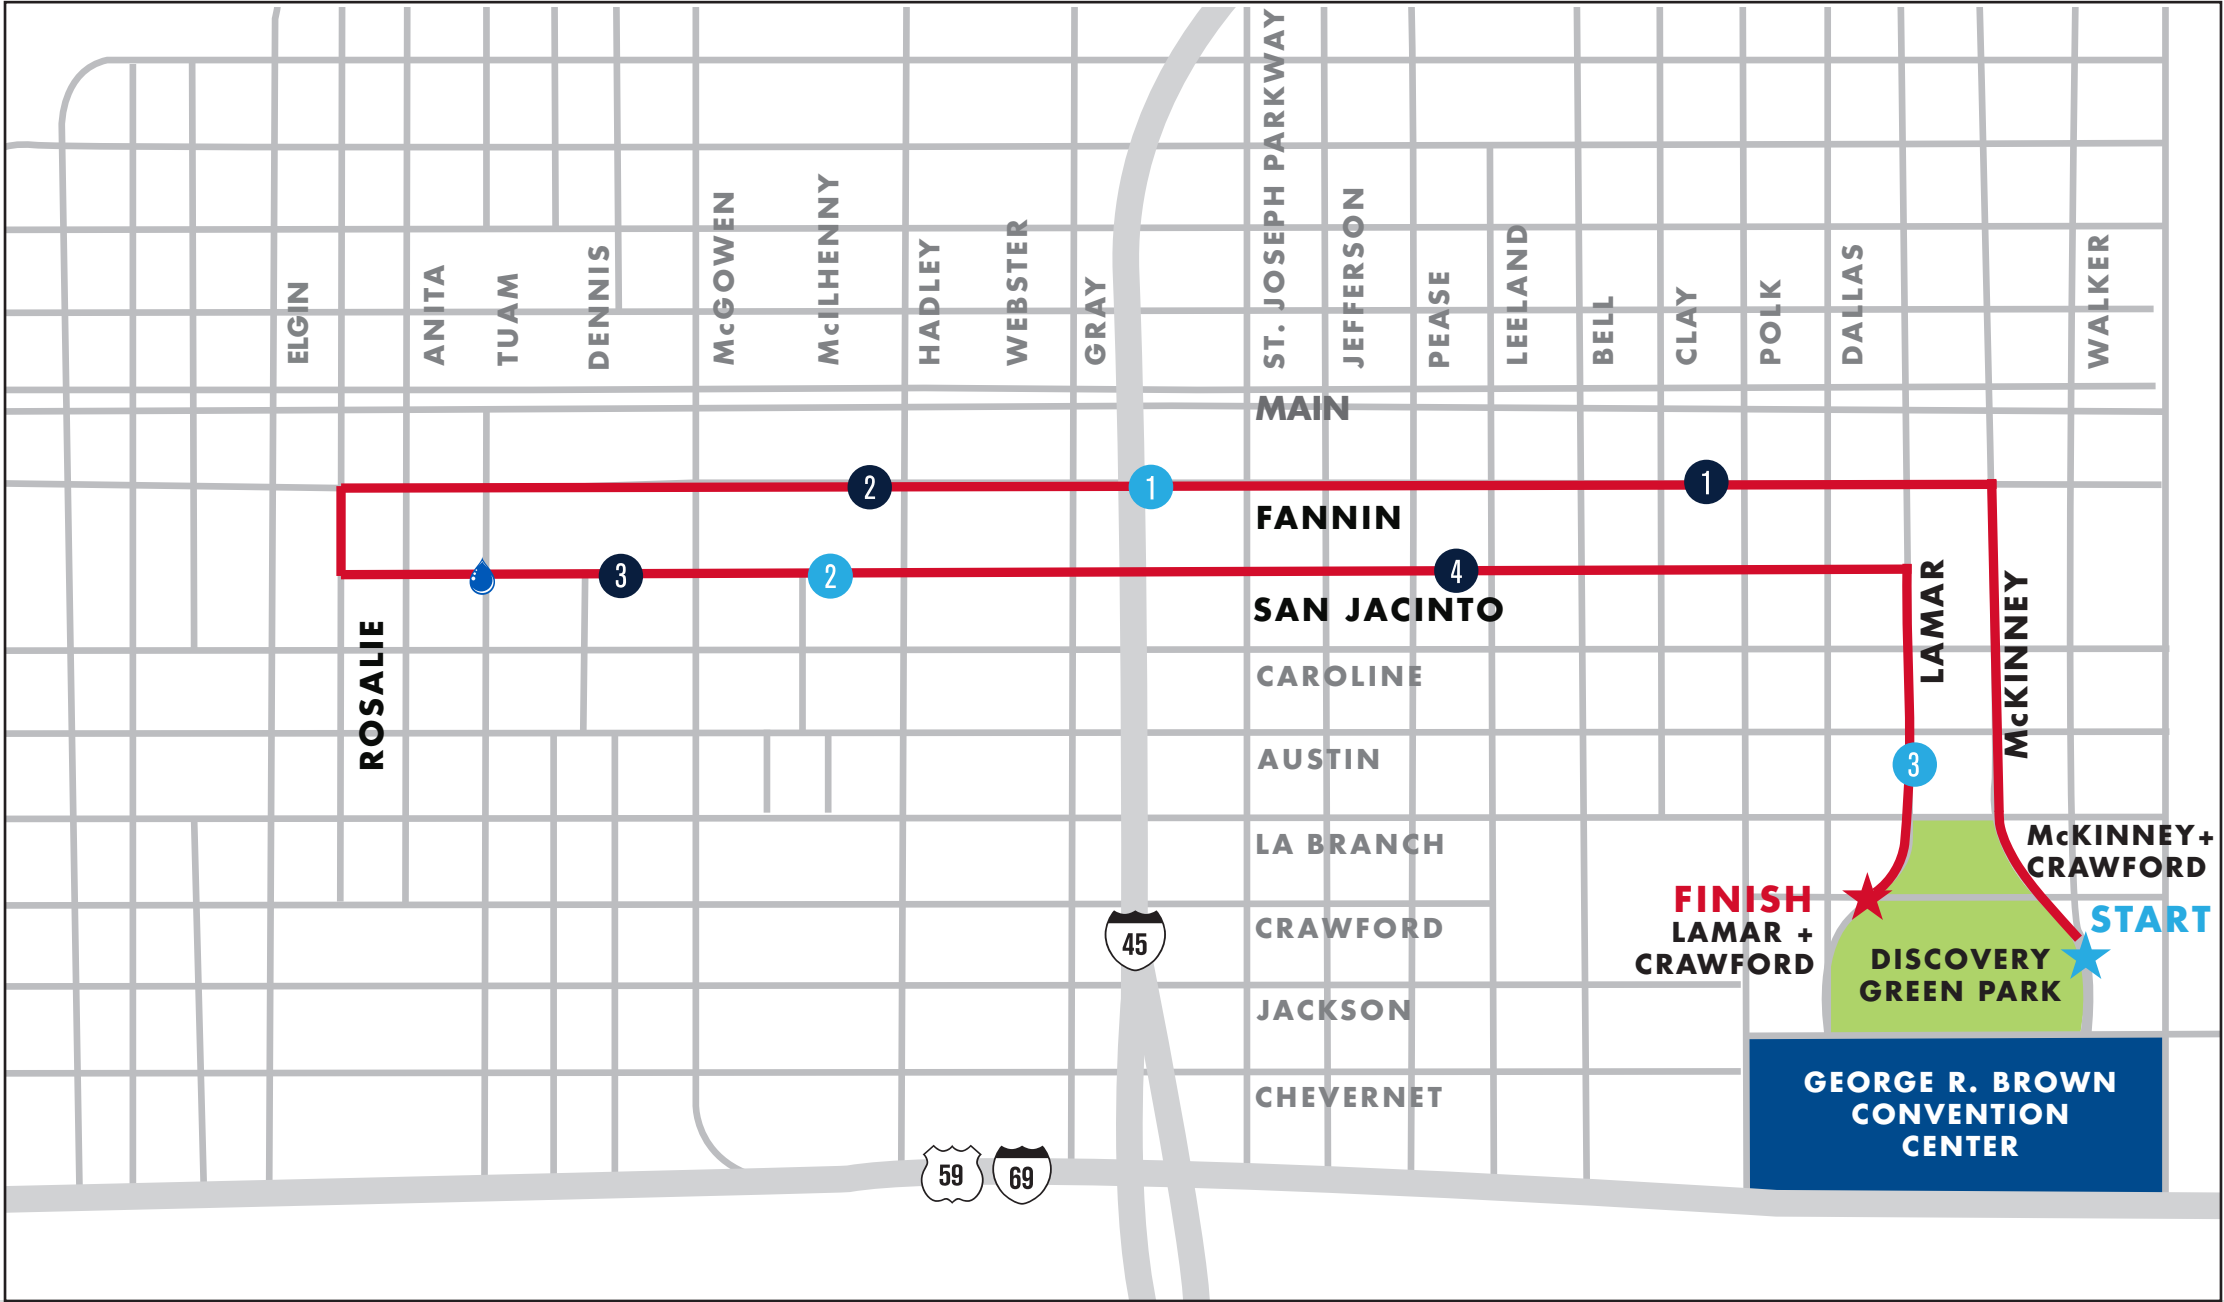 ELGIN
ANITA
TUAM
DENNIS
McGOWEN
McILHENNY
HADLEY
WEBSTER
GRAY
ST. JOSEPH PARKWAY
JEFFERSON
PEASE
LEELAND
BELL
CLAY
POLK
DALLAS
WALKER
MAIN
2
1
1
FANNIN
3
2
4
SAN JACINTO
LAMAR
McKINNEY
ROSALIE
CAROLINE
AUSTIN
3
LA BRANCH
McKINNEY+
CRAWFORD
FINISH
LAMAR +
CRAWFORD
START
CRAWFORD
45
DISCOVERY
GREEN PARK
JACKSON
CHEVERNET
GEORGE R. BROWN
CONVENTION
CENTER
59
69